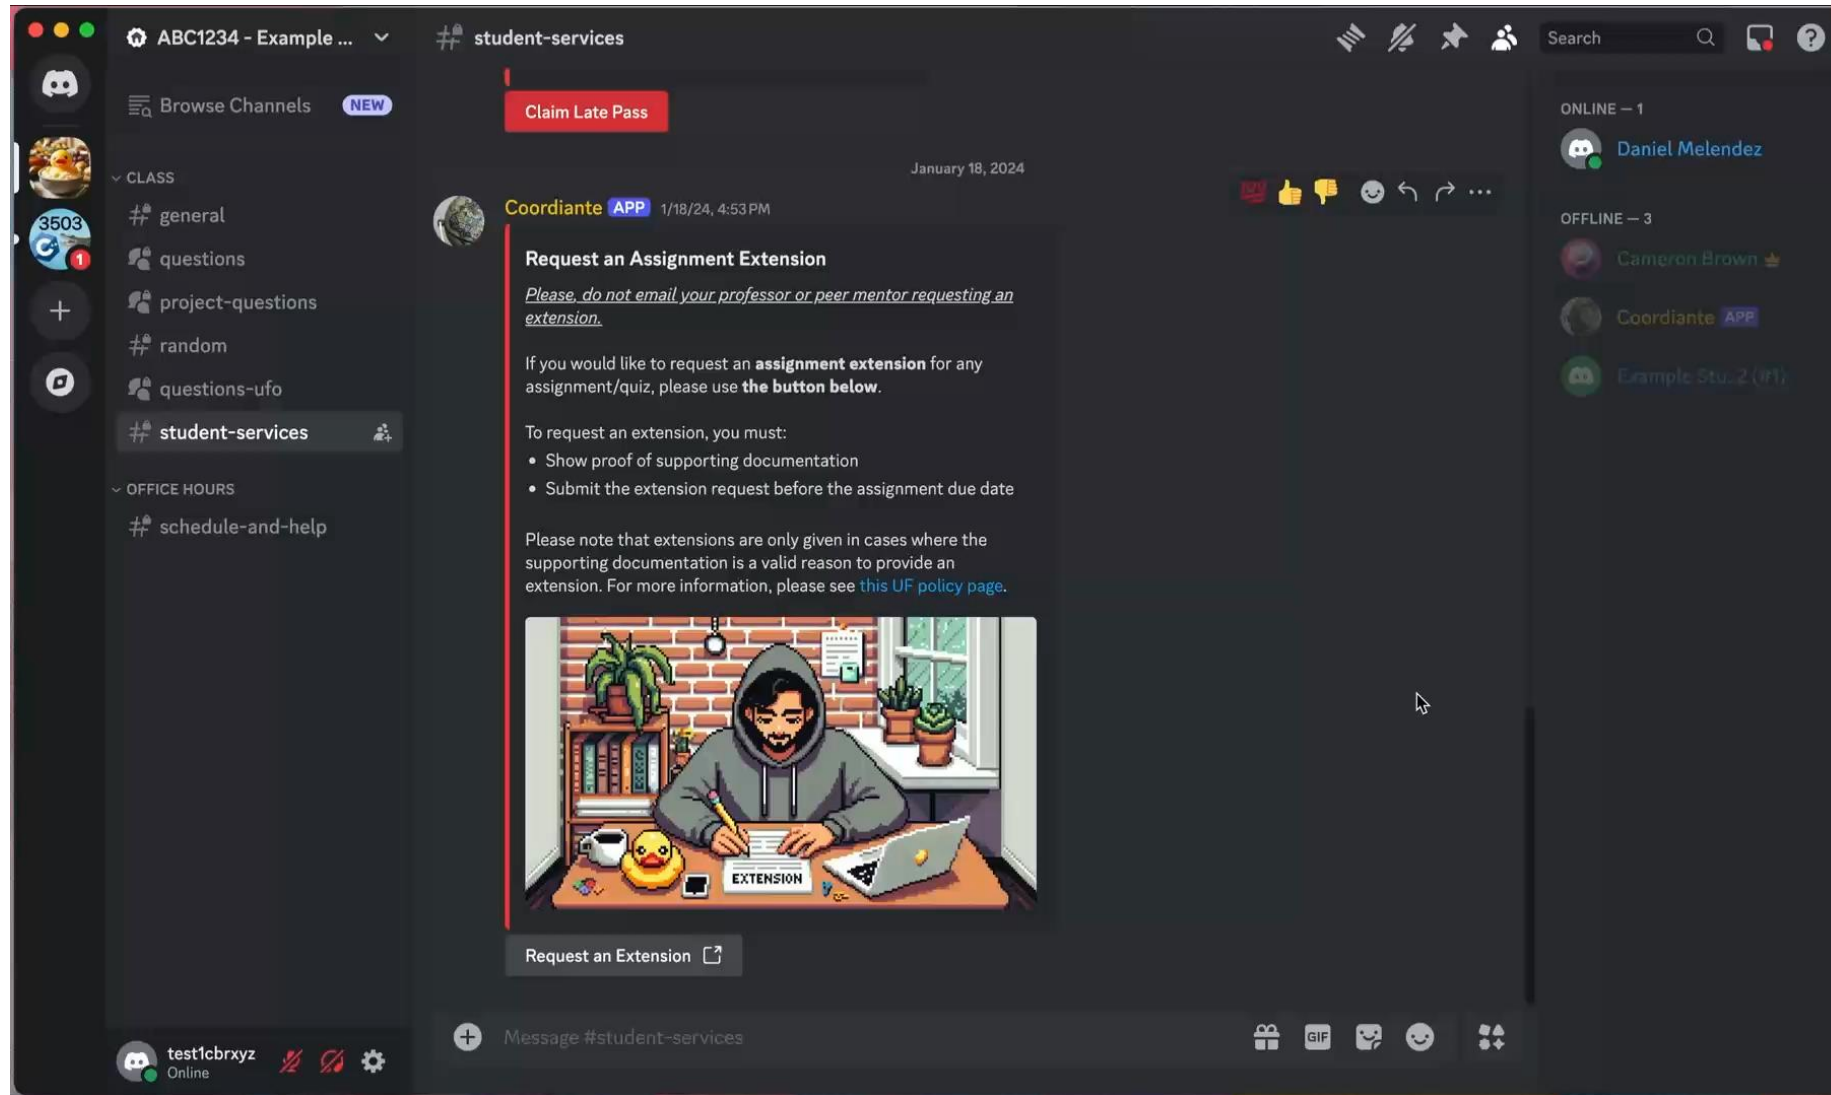 ABC1234 - Example ...
student-services
Search
Browse Channels NEW
CLASS
general
questions
project-questions
random
questions-ufo
student-services
OFFICE HOURS
schedule-and-help
3503
1
test1cbrxyz
Online
Claim Late Pass
January 18, 2024
Coordiante APP 1/18/24, 4:53 PM
Request an Assignment Extension
Please, do not email your professor or peer mentor requesting an
extension.
If you would like to request an assignment extension for any
assignment/quiz, please use the button below.
To request an extension, you must:
• Show proof of supporting documentation
• Submit the extension request before the assignment due date
Please note that extensions are only given in cases where the
supporting documentation is a valid reason to provide an
extension. For more information, please see this UF policy page.
EXTENSION
Request an Extension
Message #student-services
GIF
ONLINE — 1
Daniel Melendez
OFFLINE — 3
Cameron Brown
Coordiante APP
Example Stu...2 (#1)